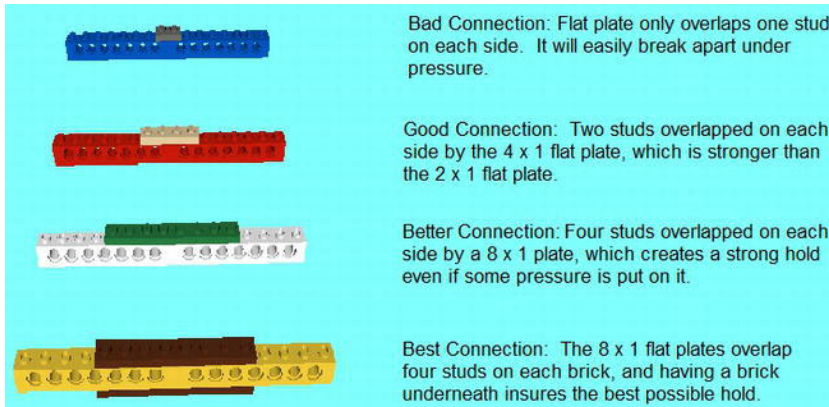 Bad Connection: Flat plate only overlaps one stud
on each side. It will easily break apart under
pressure.
Good Connection: Two studs overlapped on each
side by the 4 x 1 flat plate, which is stronger than
the 2 x 1 flat plate.
Better Connection: Four studs overlapped on each
side by a 8 x 1 plate, which creates a strong hold
even if some pressure is put on it.
Best Connection: The 8 x 1 flat plates overlap
four studs on each brick, and having a brick
underneath insures the best possible hold.